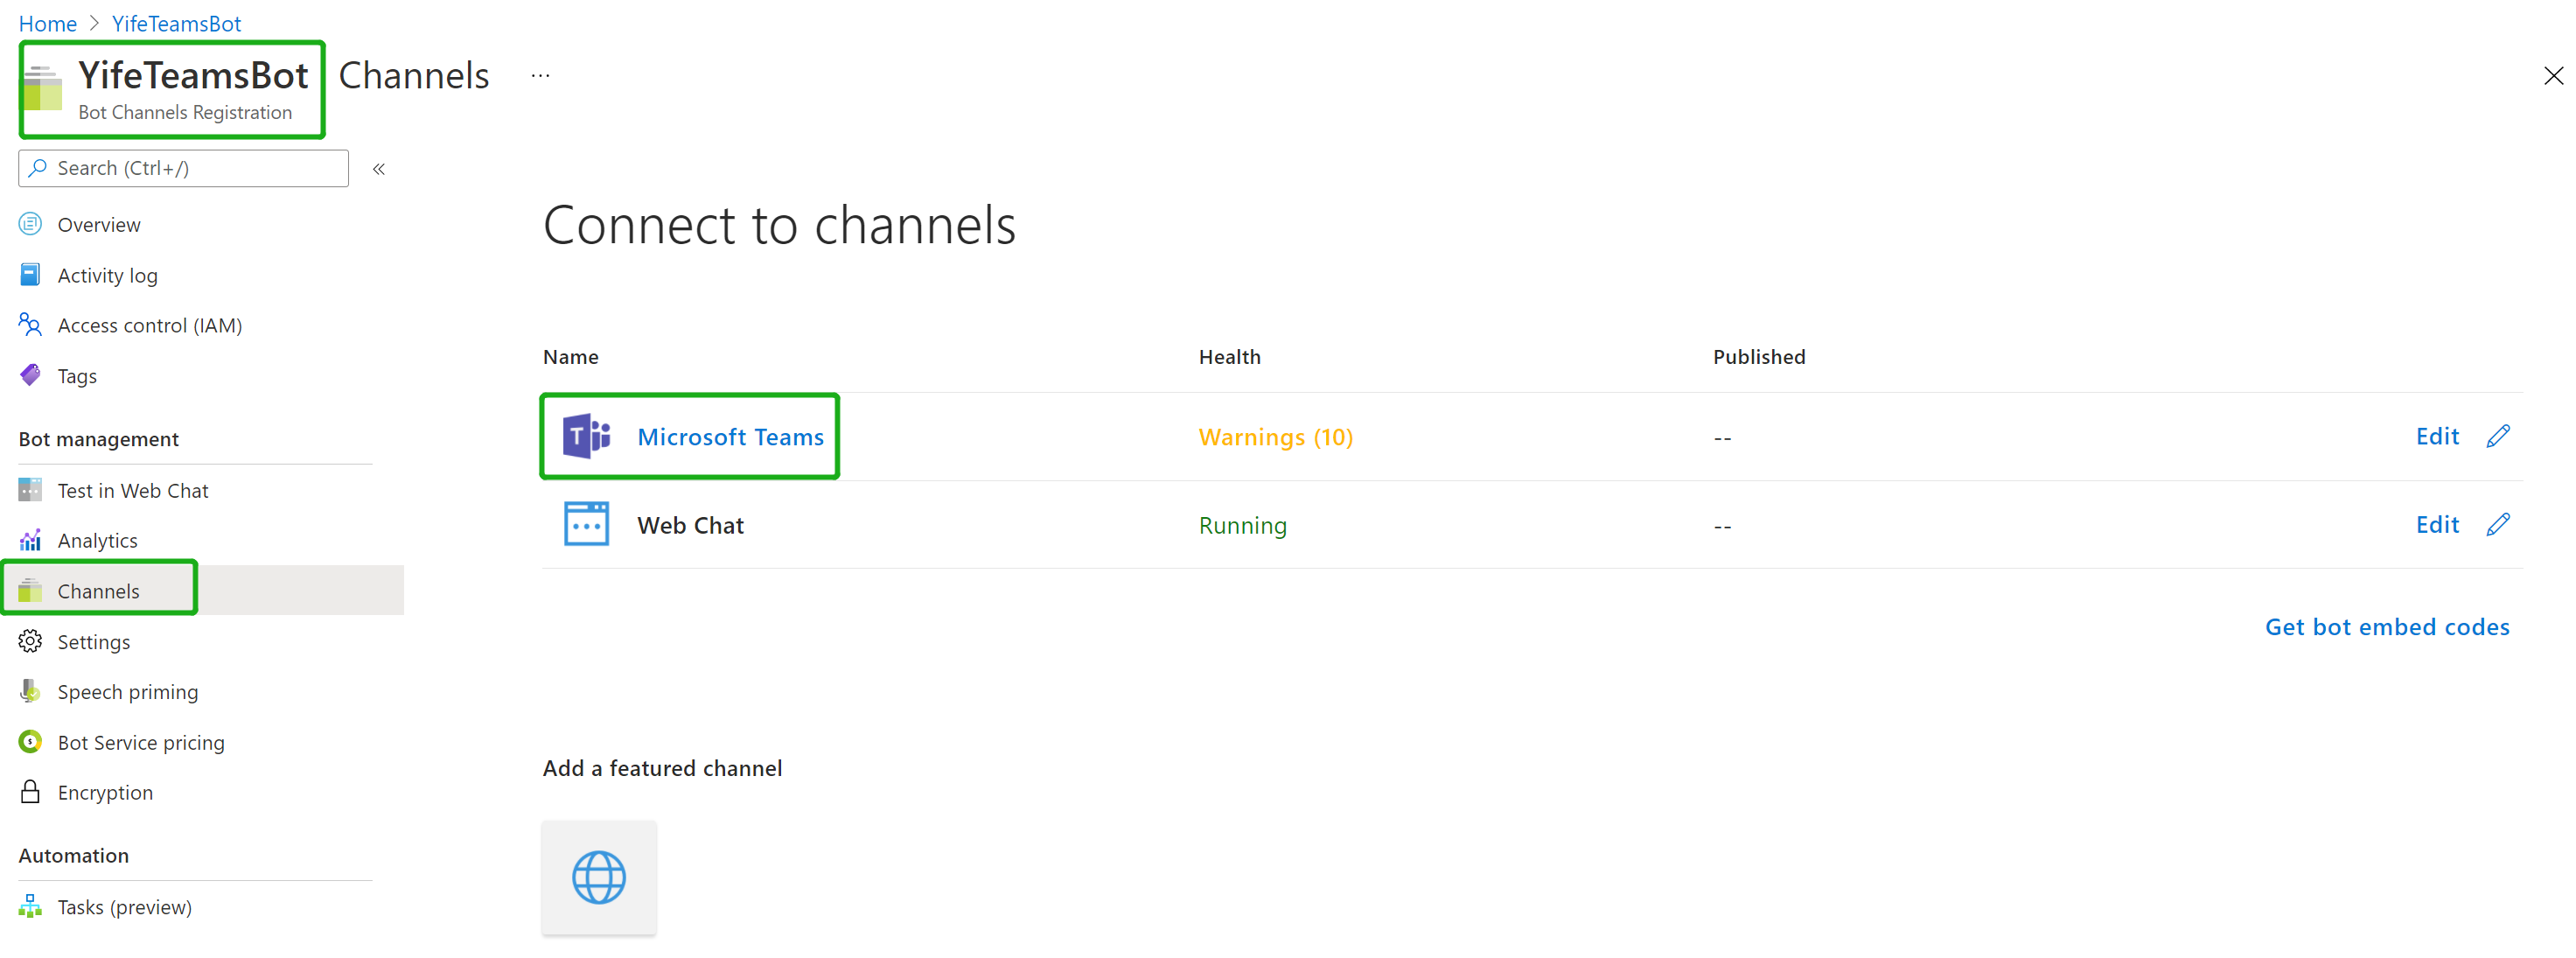 Home > YifeTeamsBot
YifeTeamsBot Channels ...
Bot Channels Registration
Search (Ctrl+/) «
Overview
Activity log
Access control (IAM)
Tags
Bot management
Test in Web Chat
Analytics
Channels
Settings
Speech priming
Bot Service pricing
Encryption
Automation
Tasks (preview)
Connect to channels
Name Health Published
Microsoft Teams Warnings (10) -- Edit
Web Chat Running -- Edit
Get bot embed codes
Add a featured channel